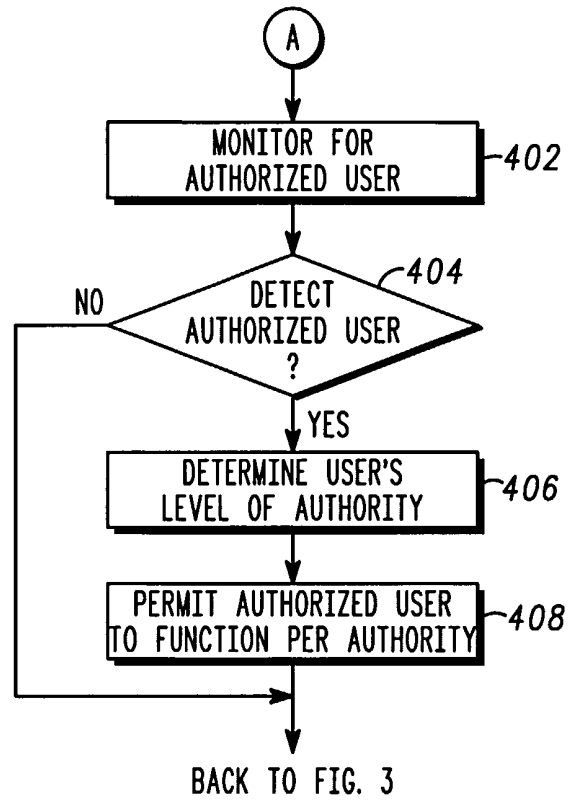 A
MONITOR FOR
AUTHORIZED USER
402
404
DETECT
AUTHORIZED USER
?
NO
YES
DETERMINE USER'S
LEVEL OF AUTHORITY
406
PERMIT AUTHORIZED USER
TO FUNCTION PER AUTHORITY
408
BACK TO FIG. 3